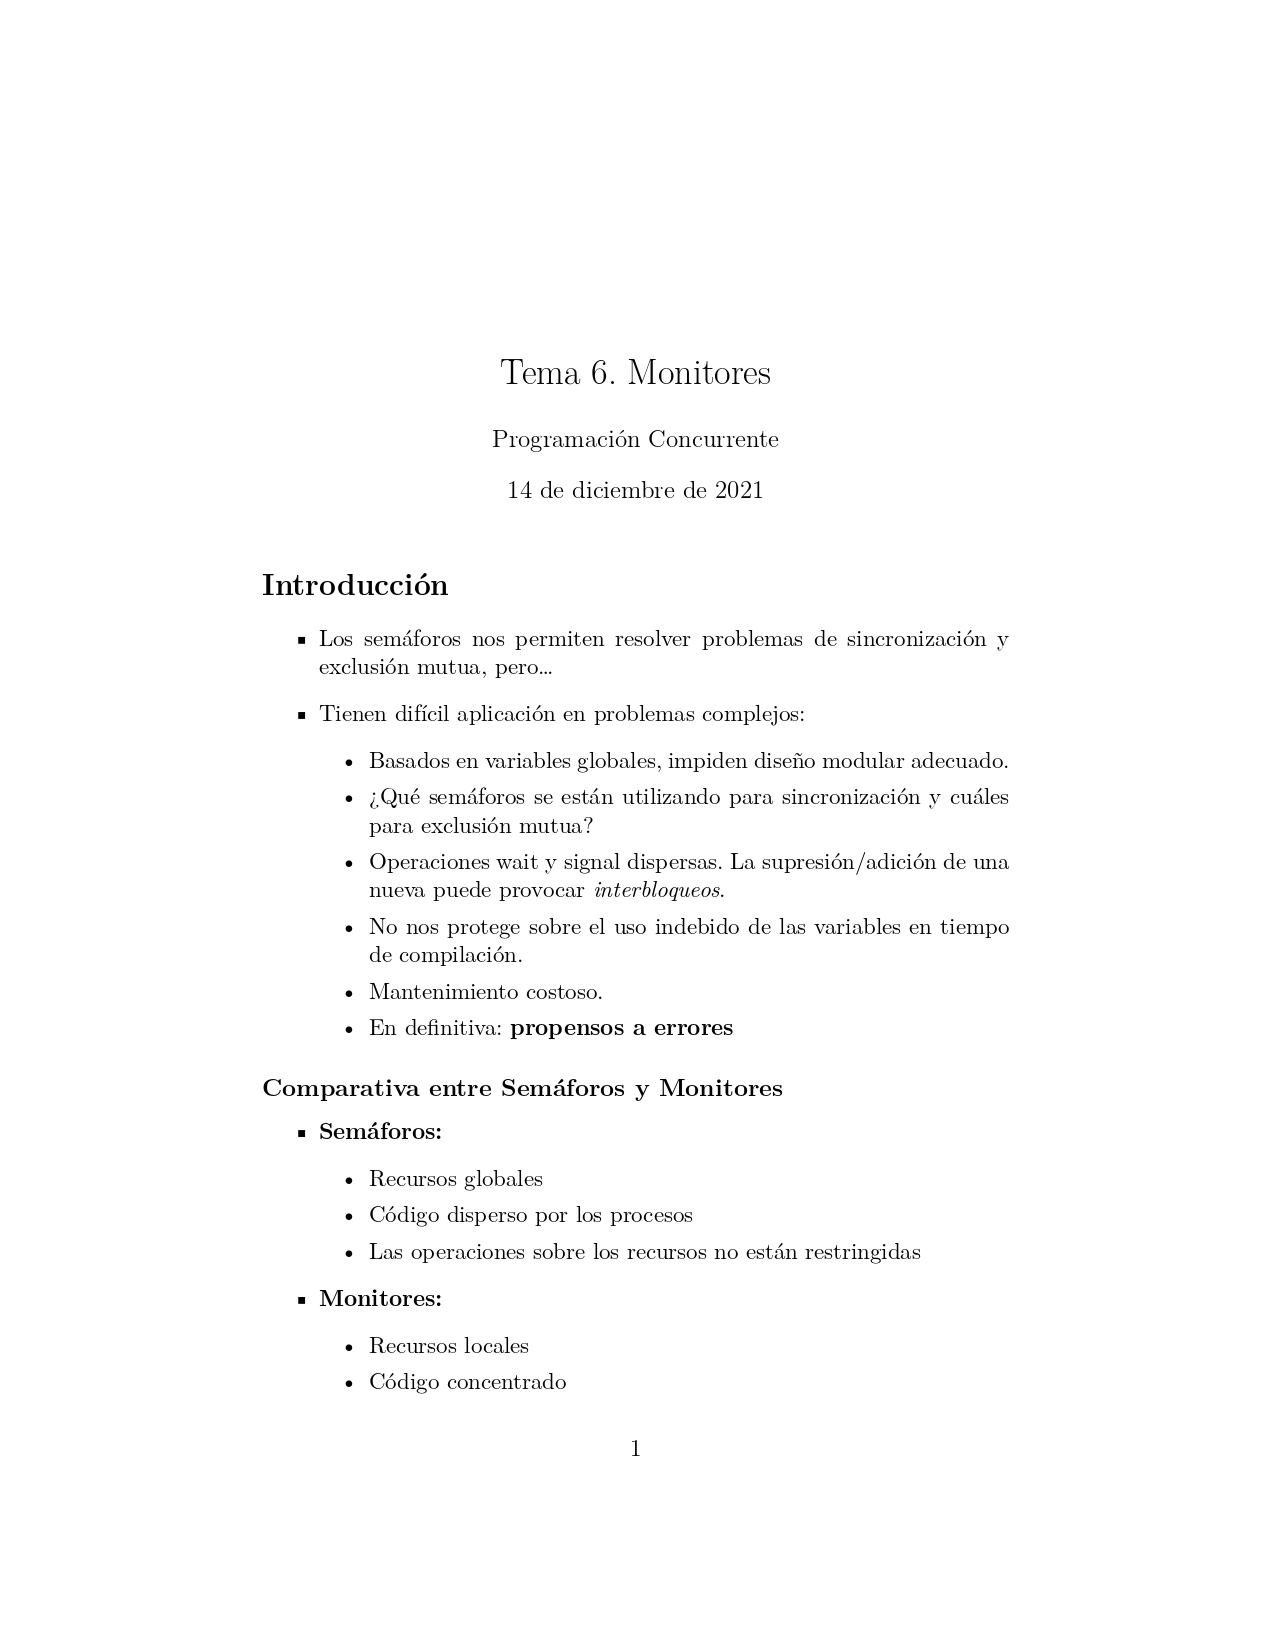 Tema 6. Monitores
Programación Concurrente
14 de diciembre de 2021
Introducción
▪ Los semáforos nos permiten resolver problemas de sincronización y
exclusión mutua, pero…
▪ Tienen difícil aplicación en problemas complejos:
• Basados en variables globales, impiden diseño modular adecuado.
• ¿Qué semáforos se están utilizando para sincronización y cuáles
para exclusión mutua?
• Operaciones wait y signal dispersas. La supresión/adición de una
nueva puede provocar interbloqueos.
• No nos protege sobre el uso indebido de las variables en tiempo
de compilación.
• Mantenimiento costoso.
• En definitiva: propensos a errores
Comparativa entre Semáforos y Monitores
▪ Semáforos:
• Recursos globales
• Código disperso por los procesos
• Las operaciones sobre los recursos no están restringidas
▪ Monitores:
• Recursos locales
• Código concentrado
1